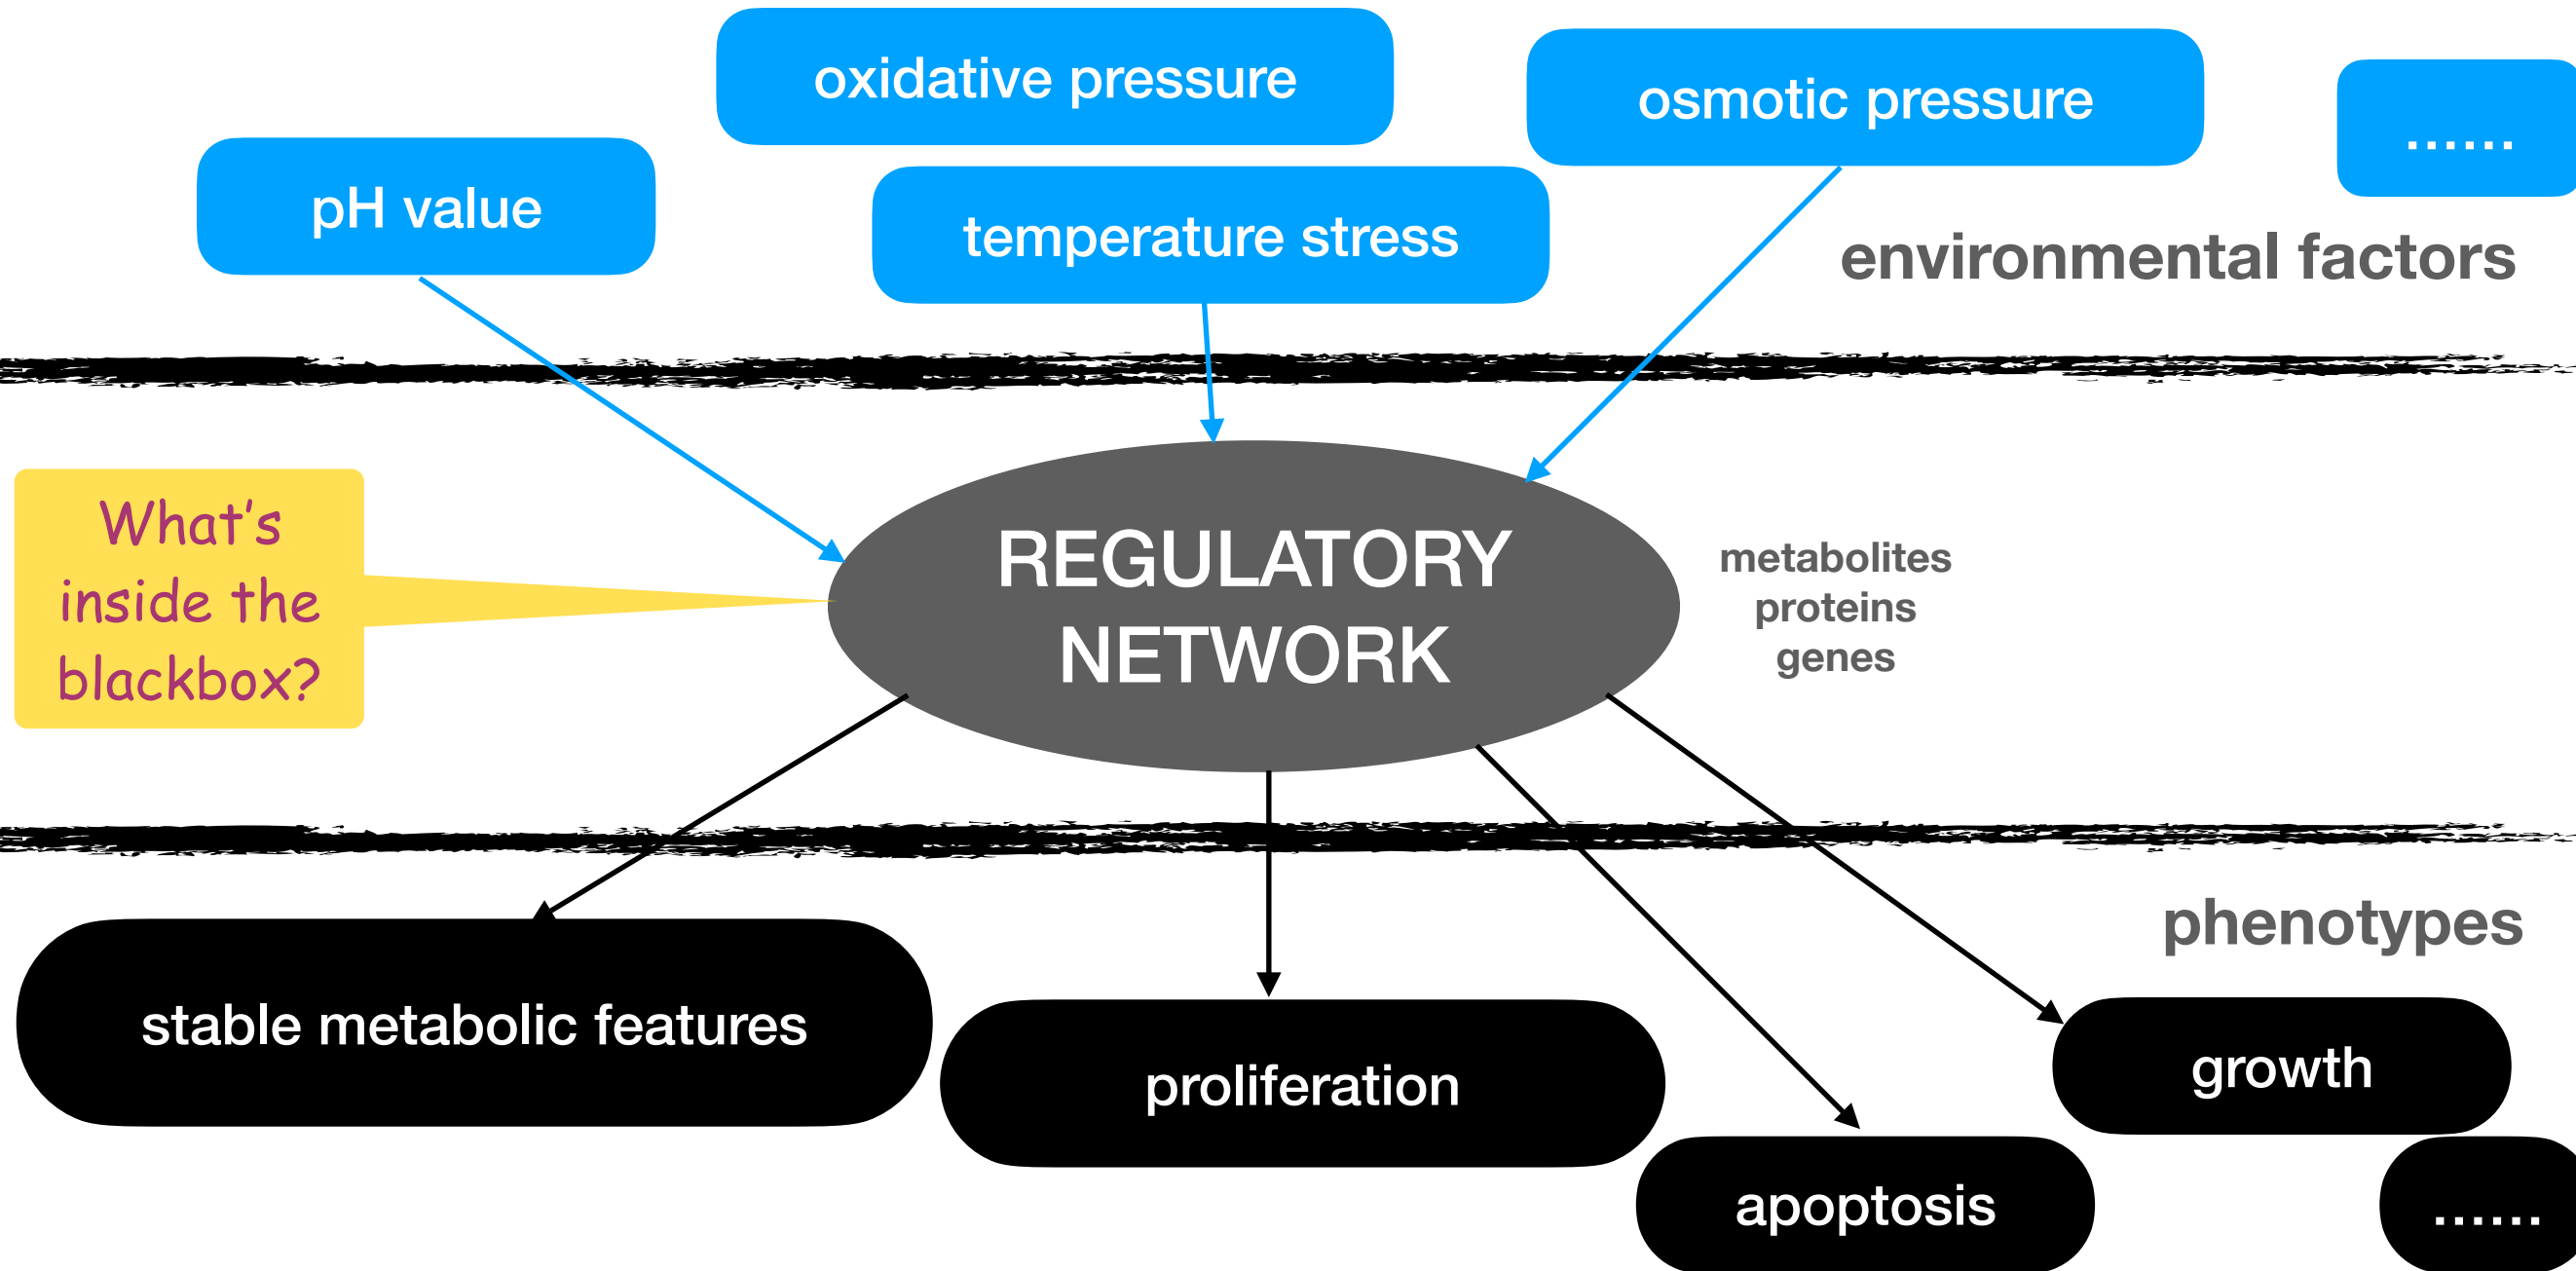 oxidative pressure
osmotic pressure
......
pH value
temperature stress
environmental factors
What's
inside the
blackbox?
REGULATORY
NETWORK
metabolites
proteins
genes
phenotypes
stable metabolic features
proliferation
growth
apoptosis
......